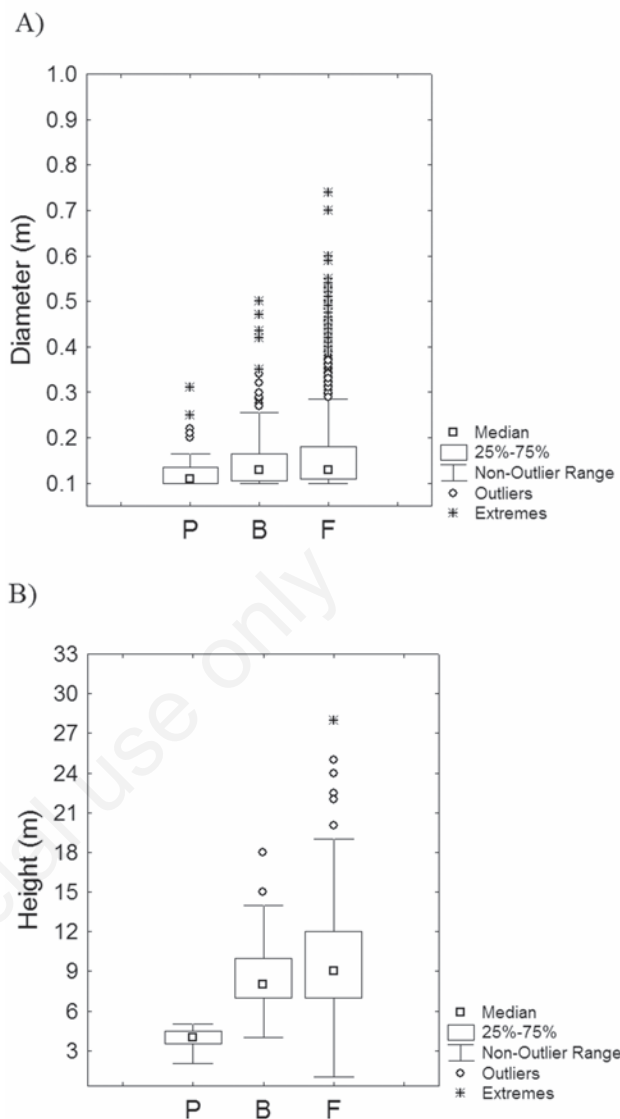 A)
Diameter (m)
1.0
0.9
0.8
0.7
0.6
0.5
0.4
0.3
0.2
0.1
P B F
Median
25%-75%
Non-Outlier Range
Outliers
Extremes
B)
Height (m)
33
30
27
24
21
18
15
12
9
6
3
P B F
Median
25%-75%
Non-Outlier Range
Outliers
Extremes
use only